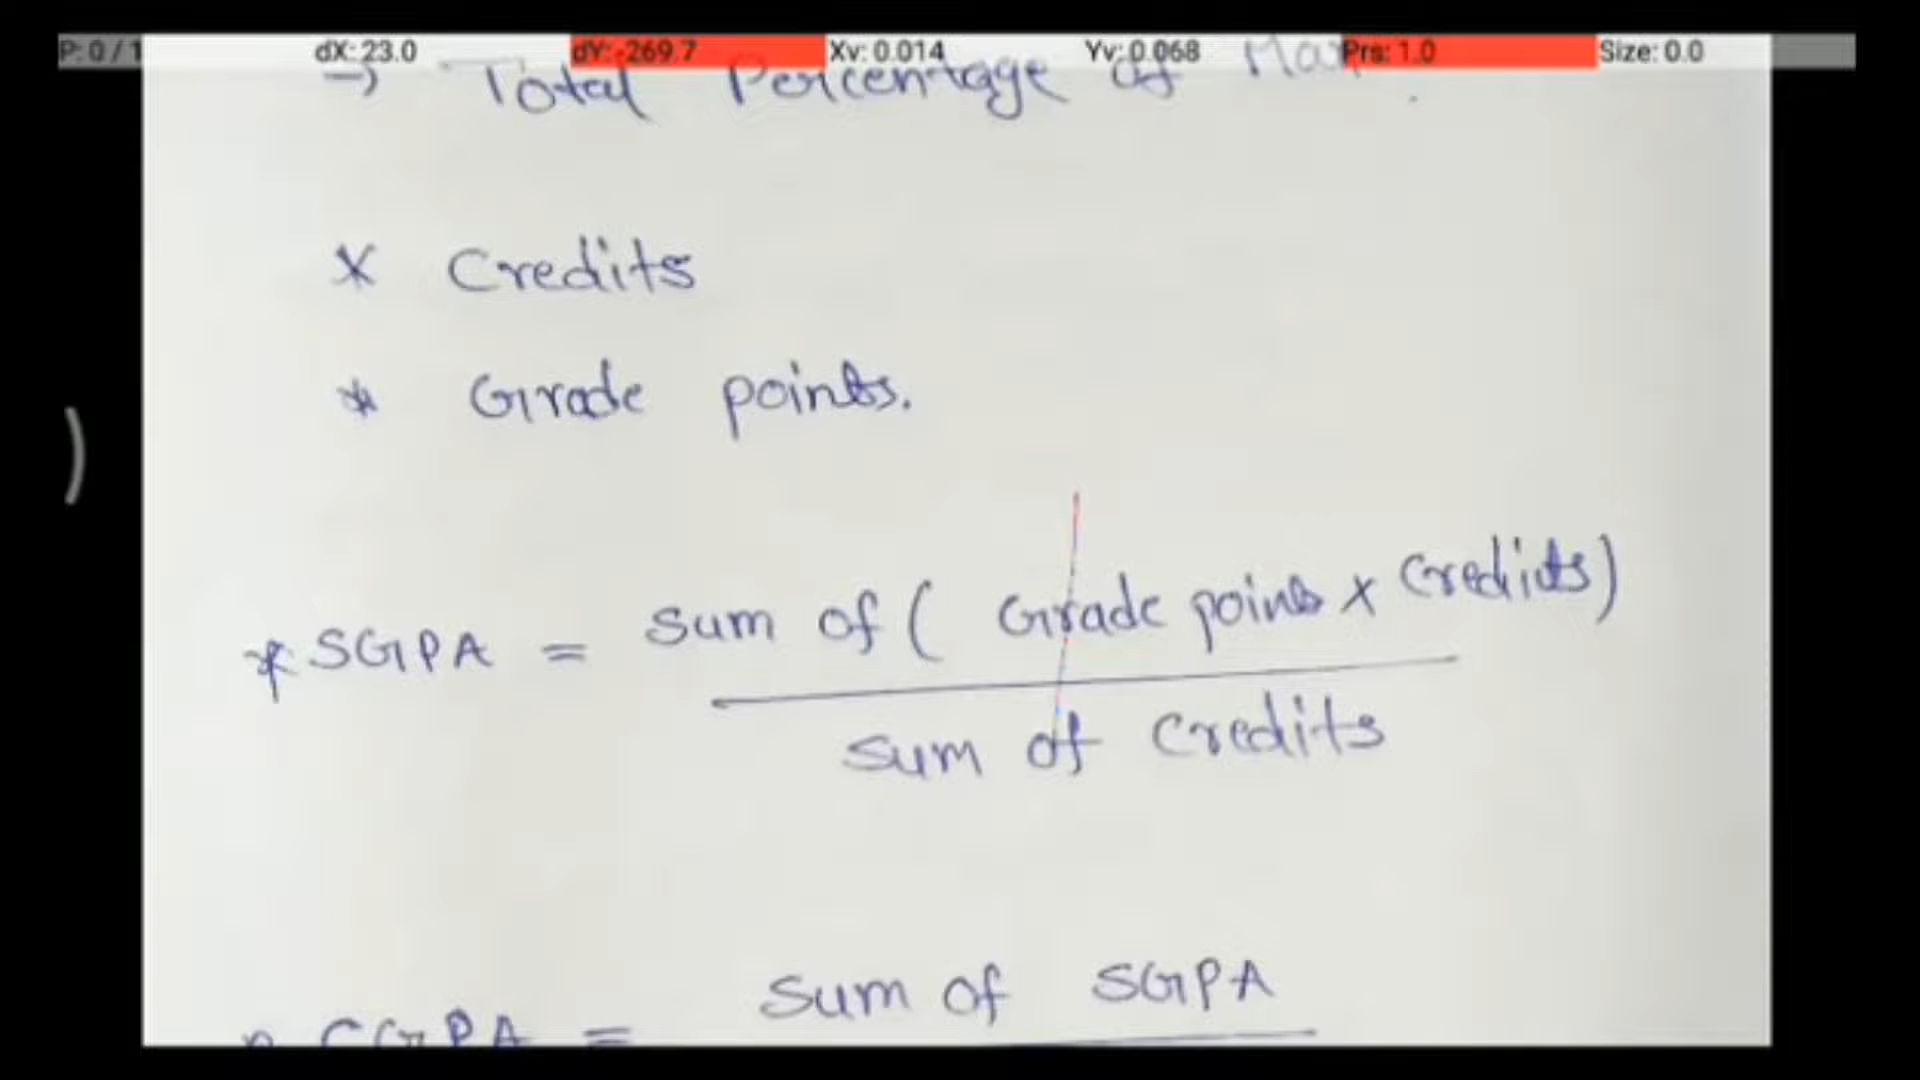 P: 0 / 1 dX: 23.0 dY: -269.7 Xv: 0.014 Yv: 0.068 Prs: 1.0 Size: 0.0
→ Total Percentage of
* Credits
* Grade points.
* SGPA = sum of ( Grade points x Credits)
sum of credits
sum of SGPA
* CGPA =